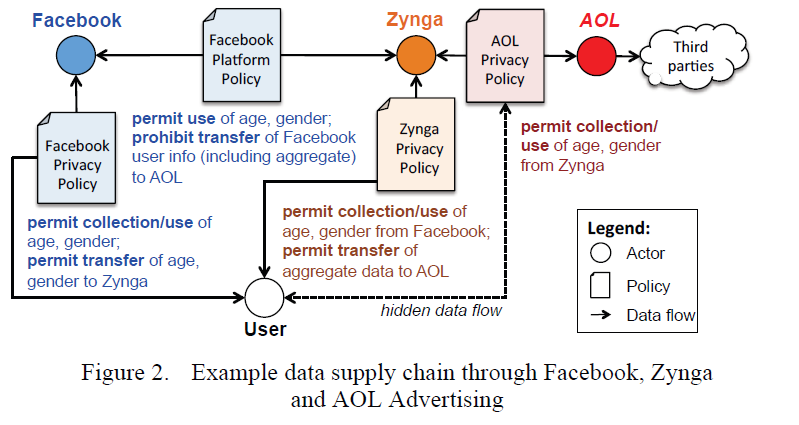 Facebook
Zynga
AOL
Facebook
Platform
Policy
AOL
Privacy
Policy
Third
parties
permit use of age, gender;
prohibit transfer of Facebook
user info (including aggregate)
to AOL
Facebook
Privacy
Policy
Zynga
Privacy
Policy
permit collection/
use of age, gender
from Zynga
permit collection/use of
age, gender;
permit transfer of age,
gender to Zynga
permit collection/use of
age, gender from Facebook;
permit transfer of
aggregate data to AOL
User
hidden data flow
Legend:
Actor
Policy
Data flow
Figure 2. Example data supply chain through Facebook, Zynga
and AOL Advertising